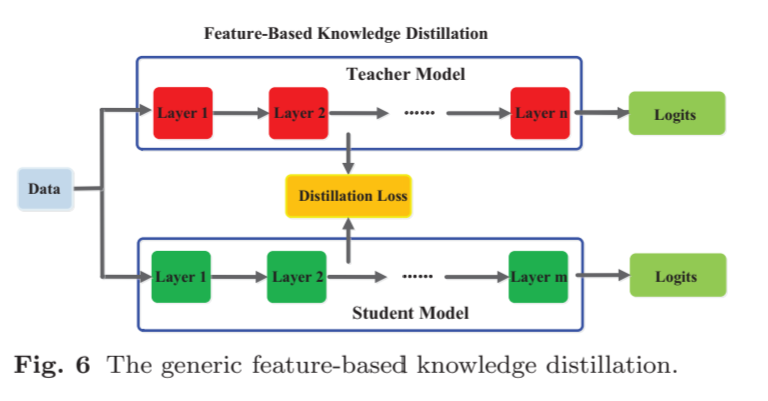 Feature-Based Knowledge Distillation
Teacher Model
Layer 1 Layer 2 ...... Layer n Logits
Data
Distillation Loss
Layer 1 Layer 2 ...... Layer m Logits
Student Model
Fig. 6 The generic feature-based knowledge distillation.